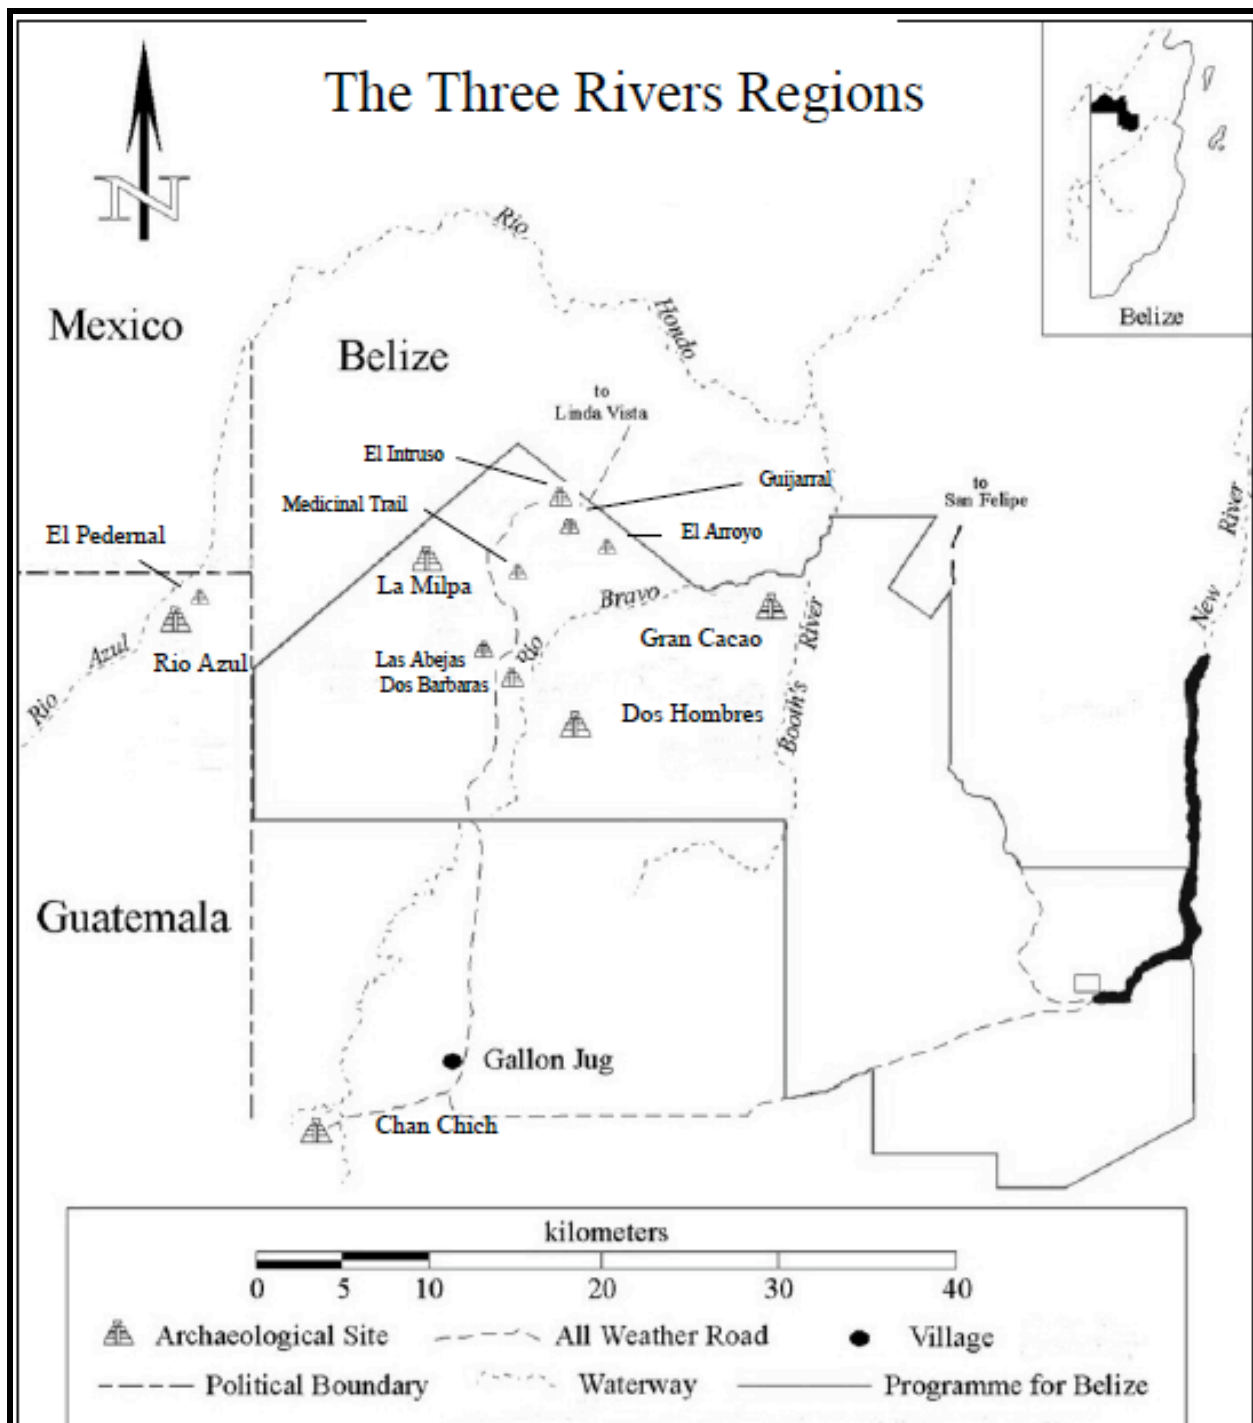 The Three Rivers Regions
N
Belize
Mexico
Belize
Guatemala
Rio
Hondo
to
Linda Vista
El Intruso
Medicinal Trail
Guijarral
El Arroyo
to
San Felipe
El Pedernal
La Milpa
Rio Azul
Azul
Rio
Bravo
Rio
Las Abejas
Dos Barbaras
Gran Cacao
Dos Hombres
River
Booth's
River
New
Gallon Jug
Chan Chich
kilometers
0 5 10 20 30 40
Archaeological Site
All Weather Road
Village
Political Boundary
Waterway
Programme for Belize